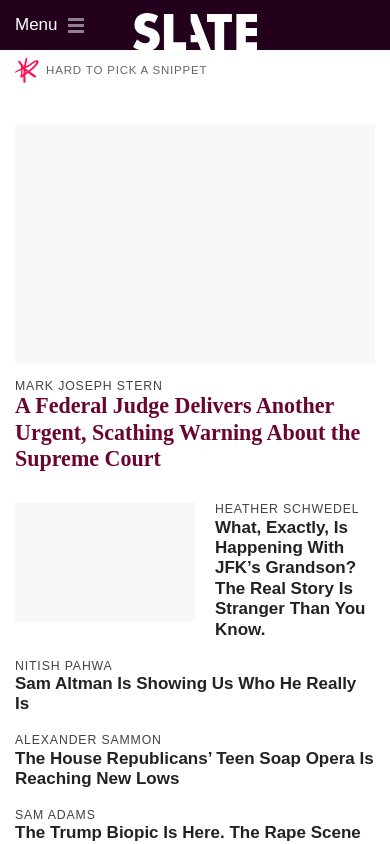 Menu
SLATE
HARD TO PICK A SNIPPET
MARK JOSEPH STERN
A Federal Judge Delivers Another
Urgent, Scathing Warning About the
Supreme Court
HEATHER SCHWEDEL
What, Exactly, Is
Happening With
JFK’s Grandson?
The Real Story Is
Stranger Than You
Know.
NITISH PAHWA
Sam Altman Is Showing Us Who He Really
Is
ALEXANDER SAMMON
The House Republicans’ Teen Soap Opera Is
Reaching New Lows
SAM ADAMS
The Trump Biopic Is Here. The Rape Scene